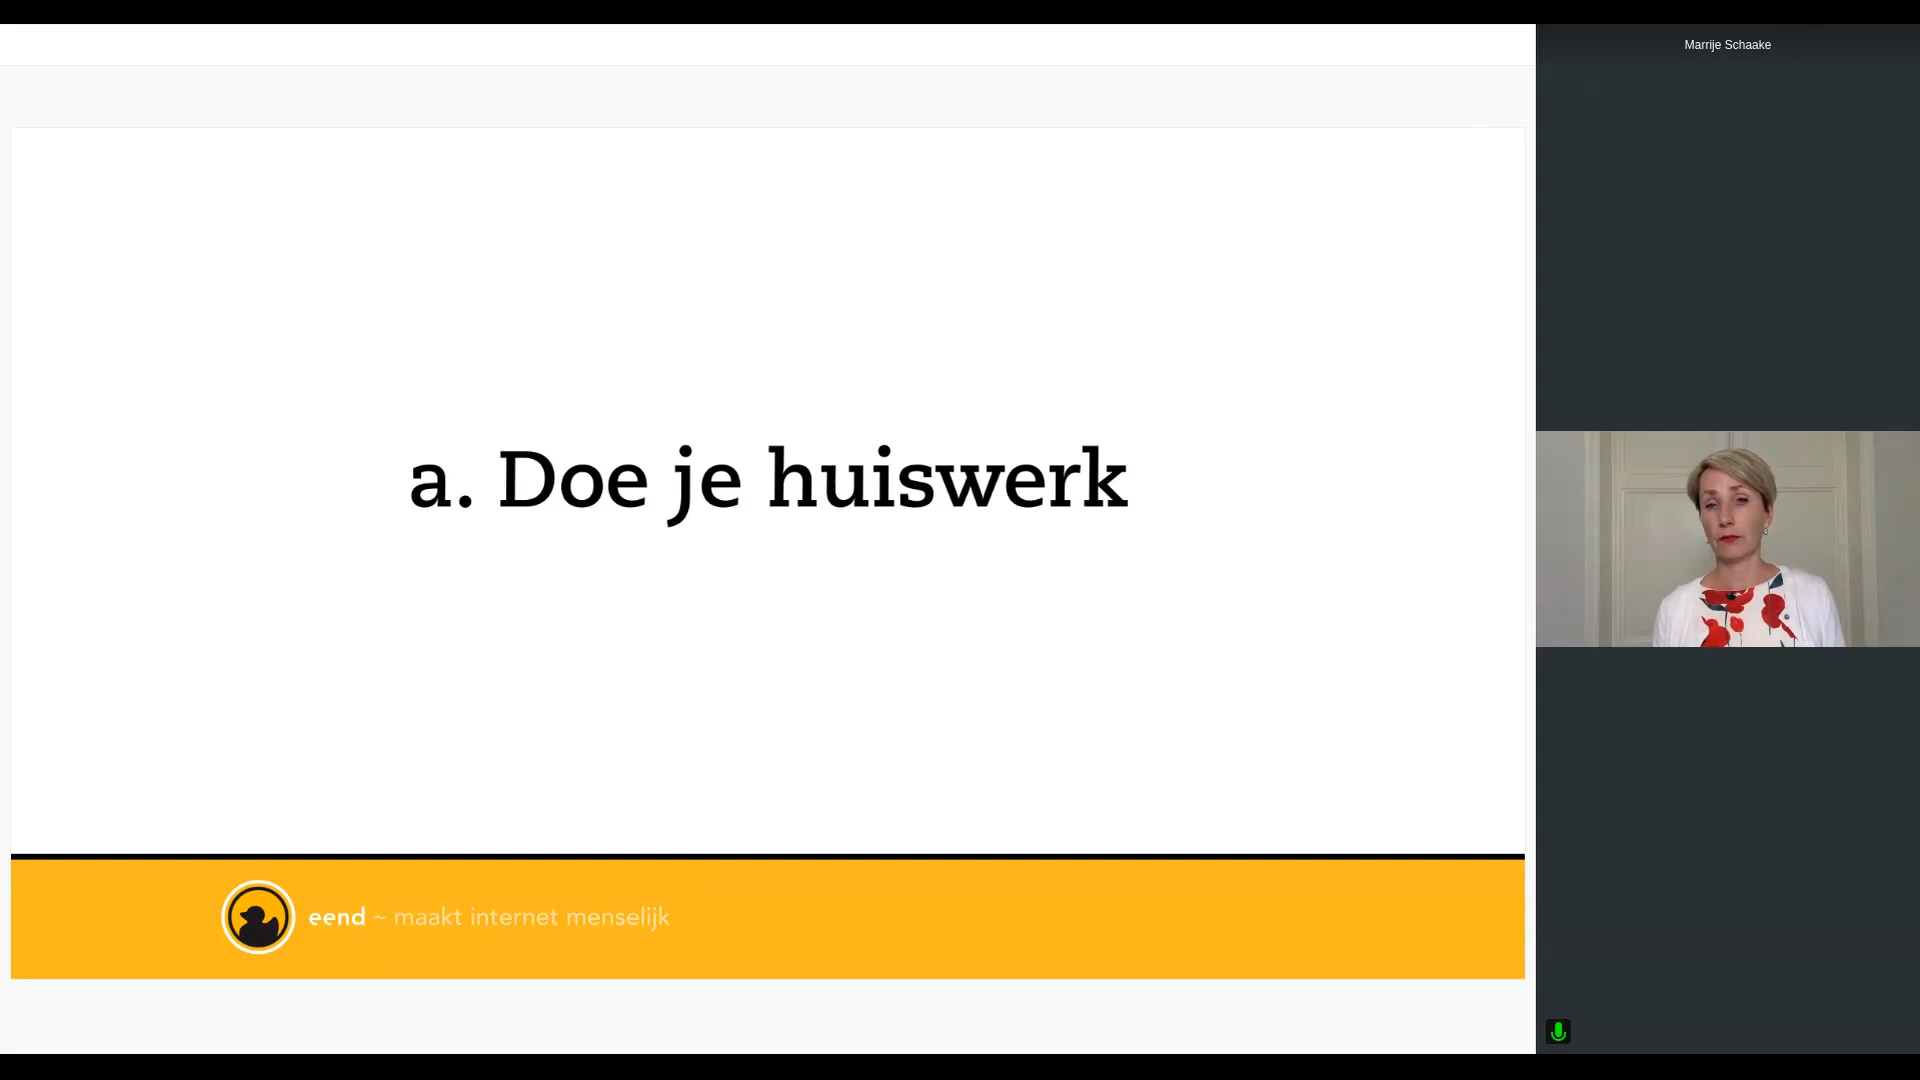 Marrije Schaake
a. Doe je huiswerk
eend ~ maakt internet menselijk